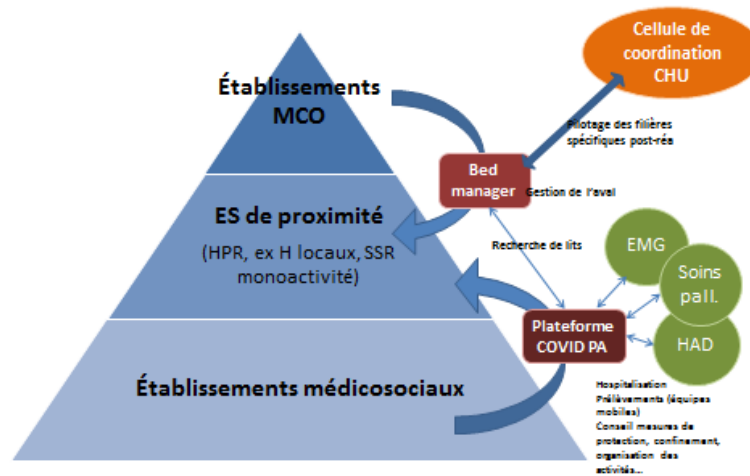 Cellule de
coordination
CHU
Établissements
MCO
Pilotage des filières
spécifiques post-réa
Bed
manager
Gestion de l'aval
ES de proximité
(HPR, ex H locaux, SSR
monoactivité)
Recherche de lits
EMG
Soins
pall.
HAD
Plateforme
COVID PA
Établissements médicosociaux
Hospitalisation
Prélèvements (équipes
mobiles)
Conseil mesures de
protection, confinement,
organisation des
activités...